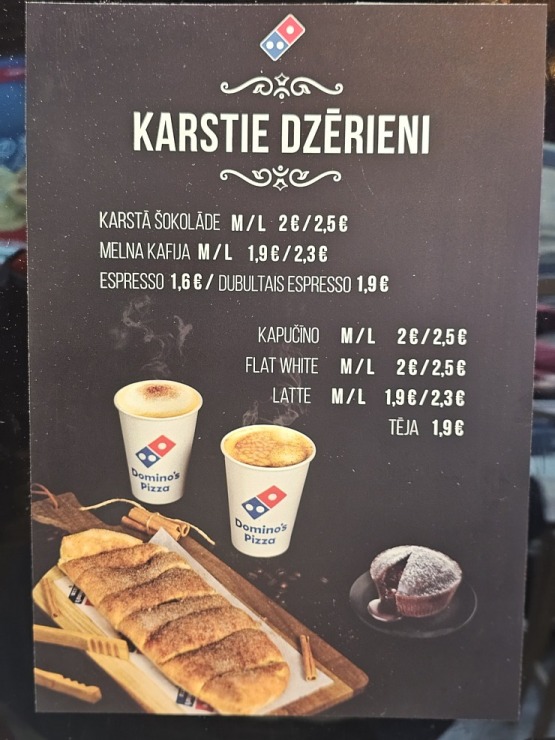 KARSTIE DZĒRIENI
KARSTĀ ŠOKOLĀDE M/L 2€/2,5€
MELNA KAFIJA M/L 1,9€/2,3€
ESPRESSO 1,6€/ DUBULTAIS ESPRESSO 1,9€
KAPUČĪNO M/L 2€/2,5€
FLAT WHITE M/L 2€/2,5€
LATTE M/L 1,9€/2,3€
TĒJA 1,9€
Domino's
Pizza
Domino's
Pizza